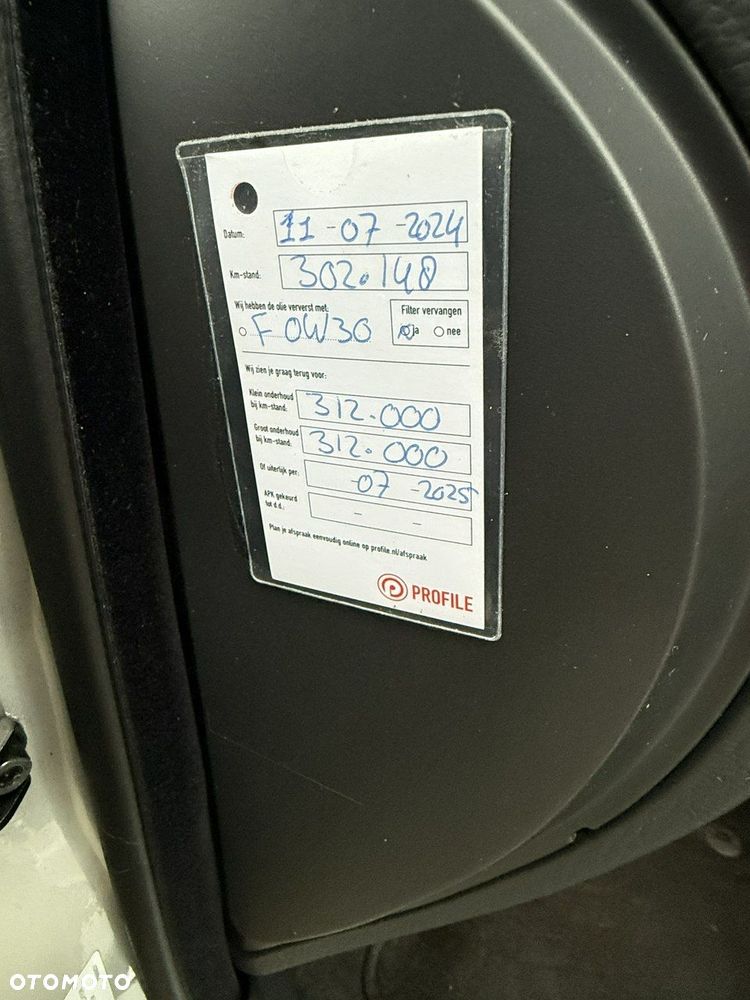 Datum: 11-07-2024
Km-stand: 302.148
Wij hebben de olie ververst met:
F 0W30
Filter vervangen
ja nee
Wij zien je graag terug voor:
Klein onderhoud
bij km-stand: 312.000
Groot onderhoud
bij km-stand: 312.000
Of uiterlijk per: -07-2025
APK gekeurd
tot d.d.: - -
Plan je afspraak eenvoudig online op profile.nl/afspraak
PROFILE
OTOMOTO